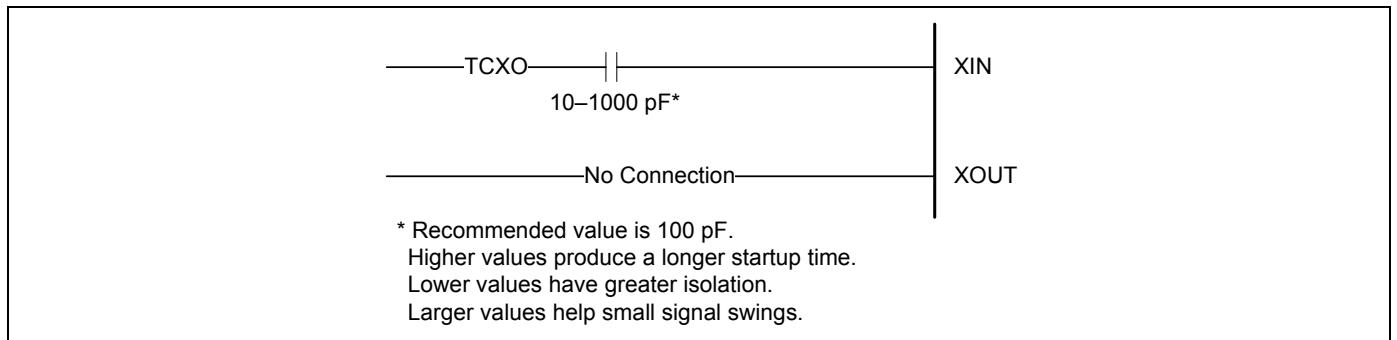 TCXO
XIN
10–1000 pF*
No Connection
XOUT
* Recommended value is 100 pF.
Higher values produce a longer startup time.
Lower values have greater isolation.
Larger values help small signal swings.